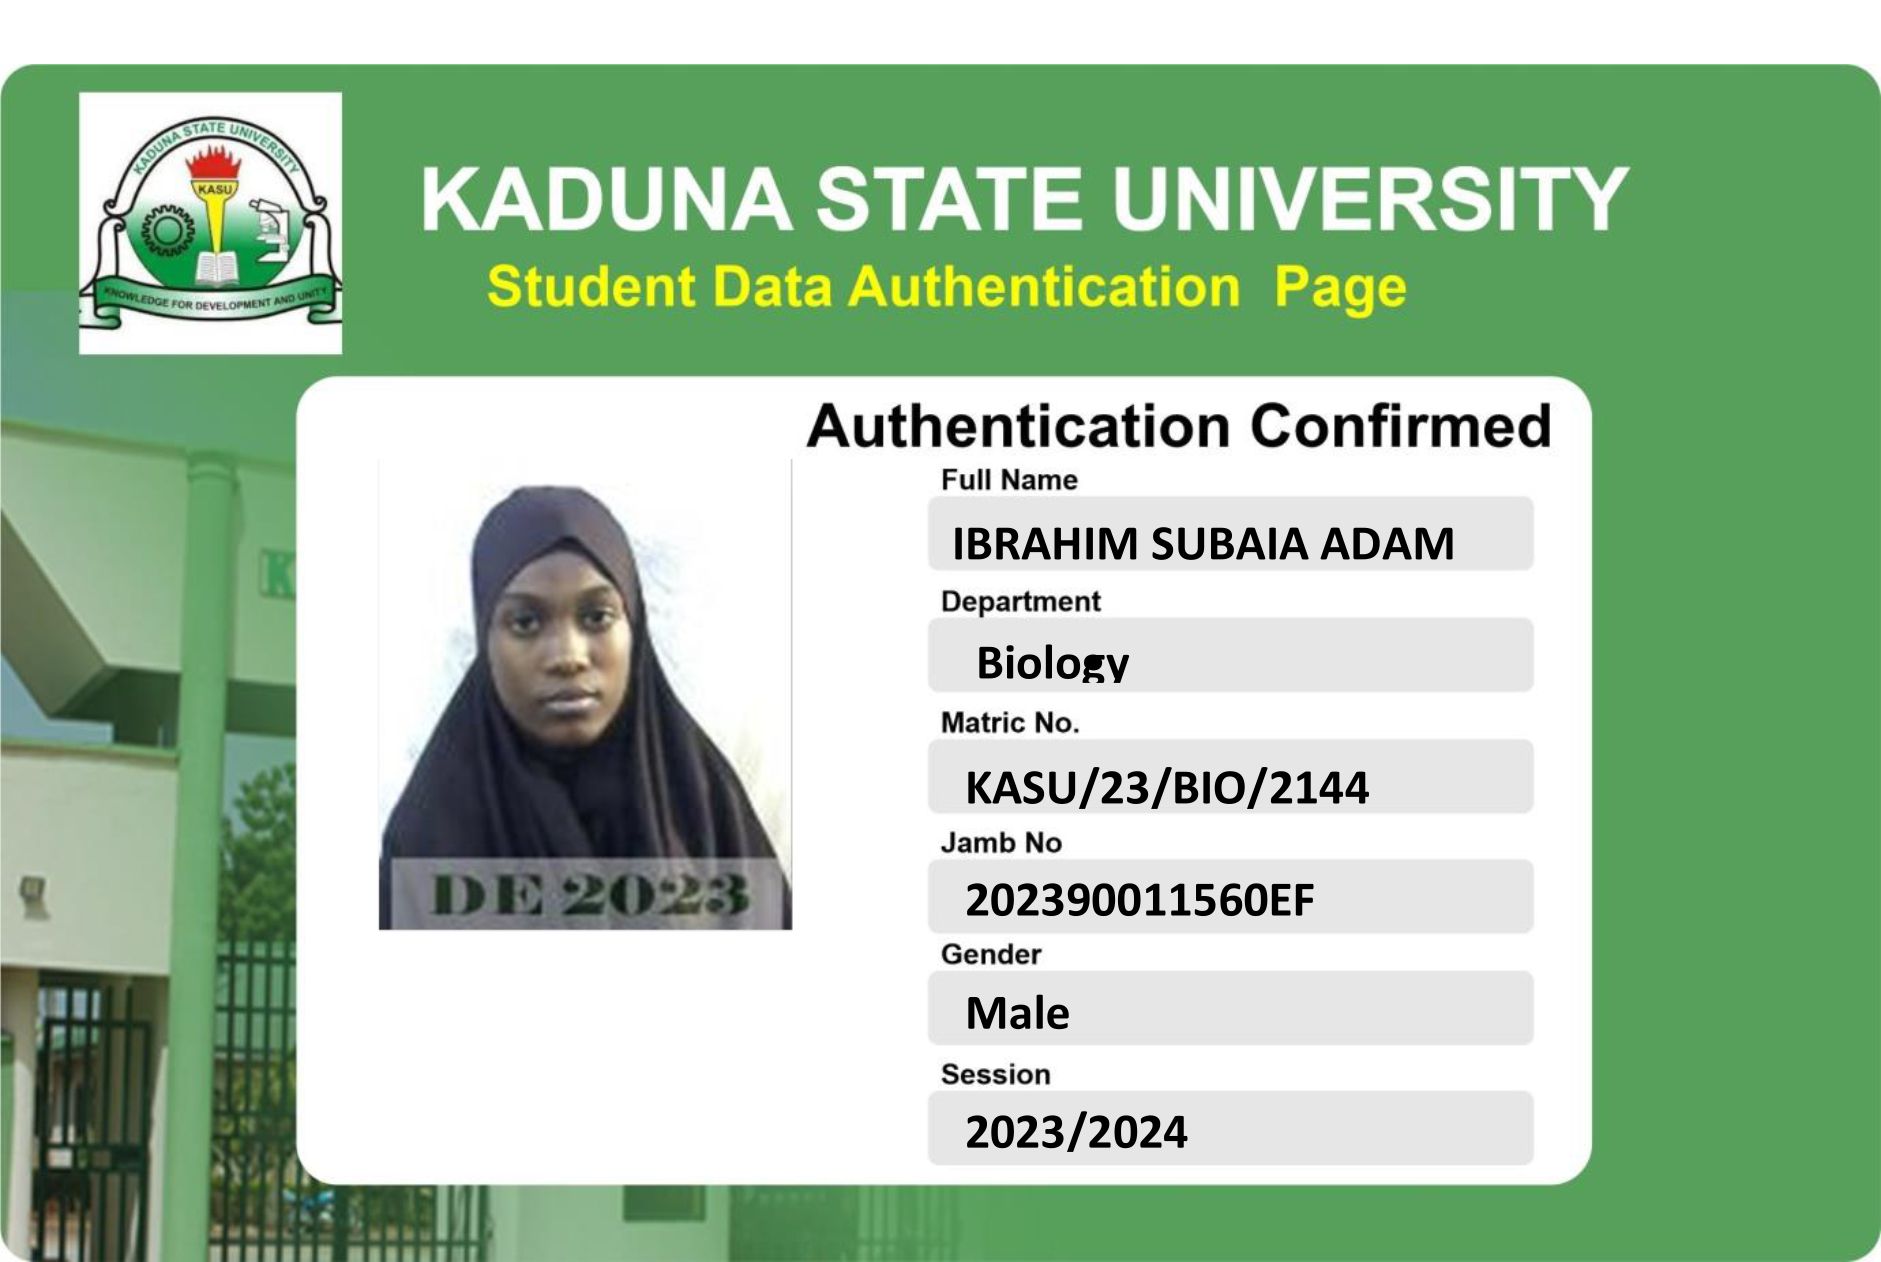 KADUNA STATE UNIVERSITY
KASU
KNOWLEDGE FOR DEVELOPMENT AND UNITY
KADUNA STATE UNIVERSITY
Student Data Authentication Page
Authentication Confirmed
Full Name
IBRAHIM SUBAIA ADAM
Department
Biology
Matric No.
KASU/23/BIO/2144
Jamb No
202390011560EF
Gender
Male
Session
2023/2024
DE 2023
K